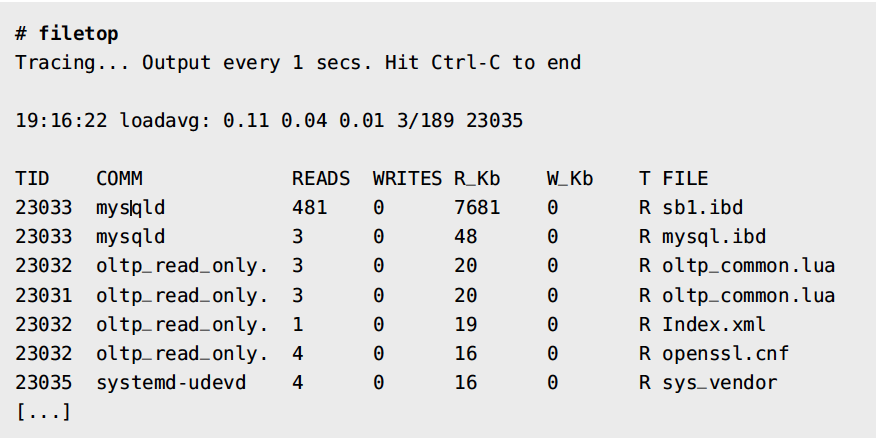 # filetop
Tracing... Output every 1 secs. Hit Ctrl-C to end
19:16:22 loadavg: 0.11 0.04 0.01 3/189 23035
TID COMM READS WRITES R_Kb W_Kb T FILE
23033 mysqld 481 0 7681 0 R sb1.ibd
23033 mysqld 3 0 48 0 R mysql.ibd
23032 oltp_read_only. 3 0 20 0 R oltp_common.lua
23031 oltp_read_only. 3 0 20 0 R oltp_common.lua
23032 oltp_read_only. 1 0 19 0 R Index.xml
23032 oltp_read_only. 4 0 16 0 R openssl.cnf
23035 systemd-udevd 4 0 16 0 R sys_vendor
[...]